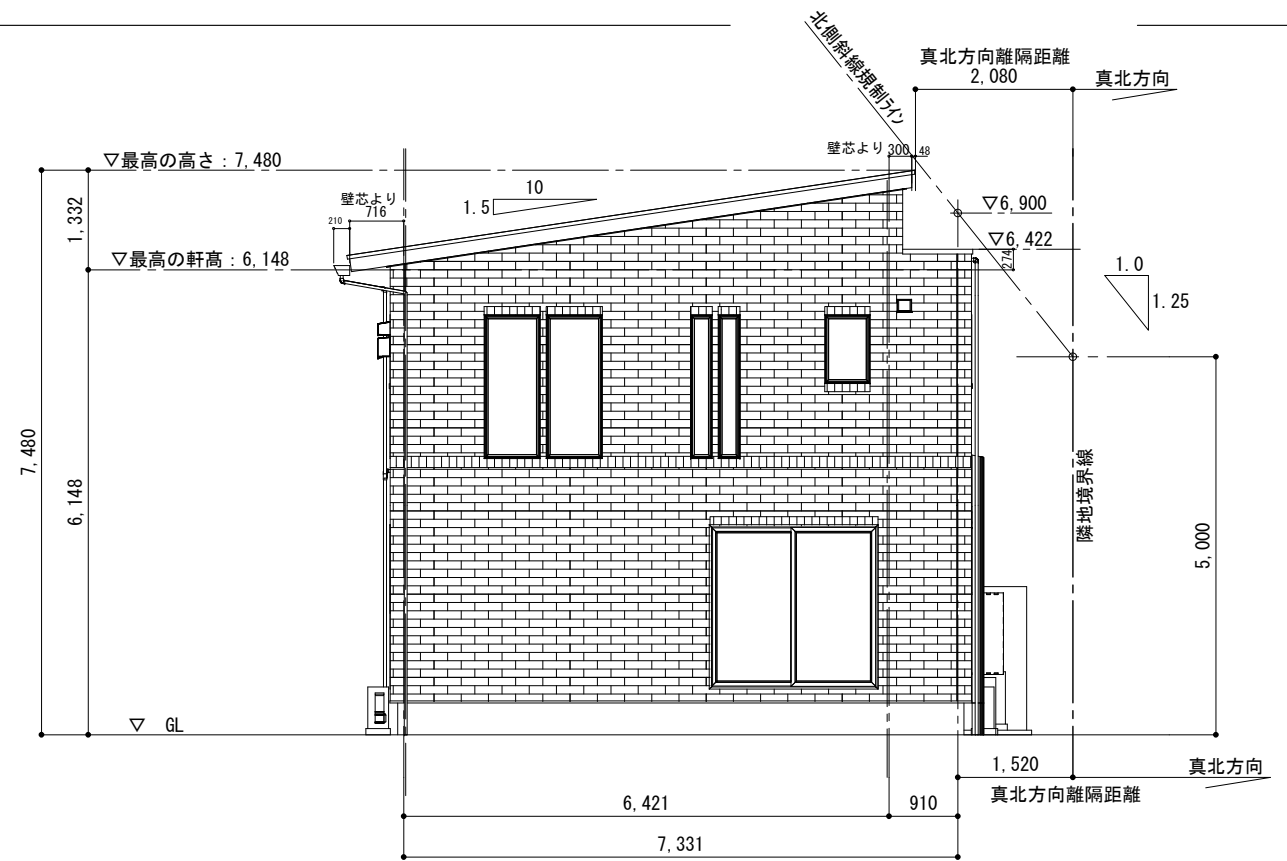 北側斜線規制ライン
真北方向離隔距離
2,080
真北方向
▽最高の高さ：7,480
壁芯より 300 48
壁芯より
716
210
10
1.5
1,332
▽6,900
▽6,422
274
▽最高の軒髙：6,148
1.0
1.25
7,480
6,148
隣地境界線
5,000
▽ GL
1,520
真北方向
真北方向離隔距離
6,421
910
7,331